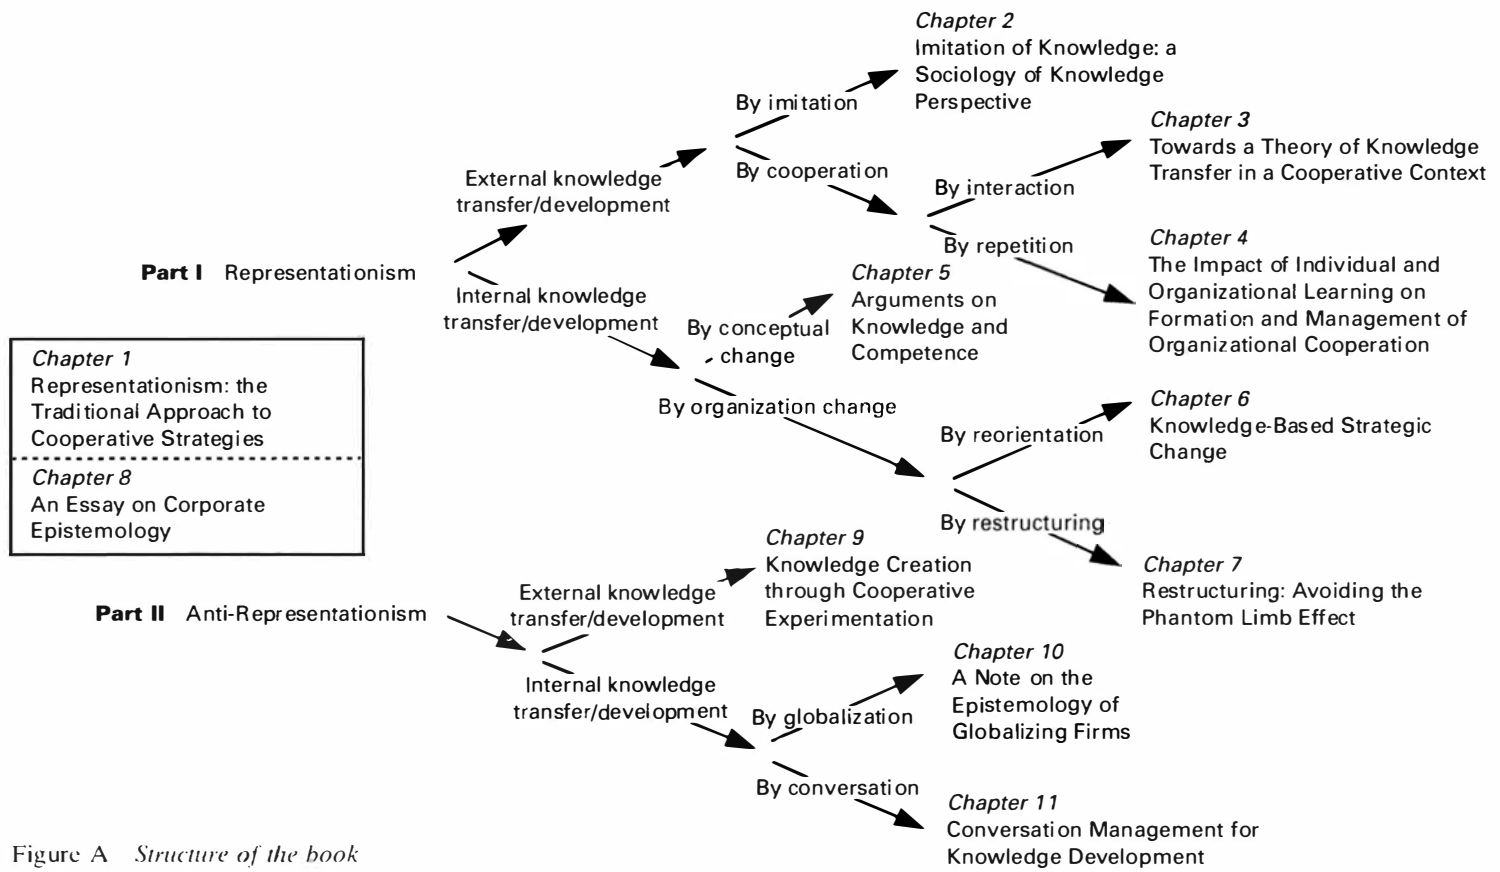 Chapter 2
Imitation of Knowledge: a
Sociology of Knowledge
Perspective
By imitation
Chapter 3
Towards a Theory of Knowledge
Transfer in a Cooperative Context
By cooperation
External knowledge
transfer/development
By interaction
By repetition
Chapter 4
The Impact of Individual and
Organizational Learning on
Formation and Management of
Organizational Cooperation
Part I Representationism
Internal knowledge
transfer/development
Chapter 5
Arguments on
Knowledge and
Competence
By conceptual
change
By organization change
Chapter 1
Representationism: the
Traditional Approach to
Cooperative Strategies
Chapter 8
An Essay on Corporate
Epistemology
Chapter 6
Knowledge-Based Strategic
Change
By reorientation
By restructuring
Chapter 7
Restructuring: Avoiding the
Phantom Limb Effect
Chapter 9
Knowledge Creation
through Cooperative
Experimentation
External knowledge
transfer/development
Part II Anti-Representationism
Internal knowledge
transfer/development
Chapter 10
A Note on the
Epistemology of
Globalizing Firms
By globalization
By conversation
Chapter 11
Conversation Management for
Knowledge Development
Figure A Structure of the book